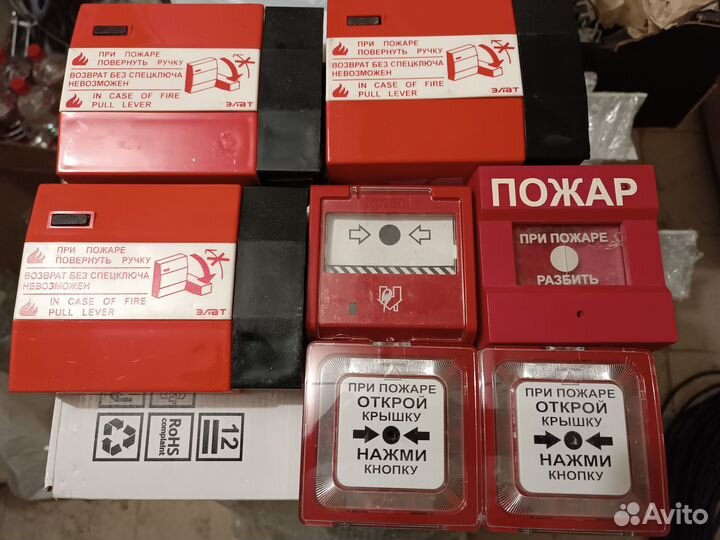 ПРИ ПОЖАРЕ
ПОВЕРНУТЬ РУЧКУ
ВОЗВРАТ БЕЗ СПЕЦКЛЮЧА
НЕВОЗМОЖЕН
IN CASE OF FIRE
PULL LEVER
ЭЛВТ
ПРИ ПОЖАРЕ
ПОВЕРНУТЬ РУЧКУ
ВОЗВРАТ БЕЗ СПЕЦКЛЮЧА
НЕВОЗМОЖЕН
IN CASE OF FIRE
PULL LEVER
ЭЛВТ
ПРИ ПОЖАРЕ
ПОВЕРНУТЬ РУЧКУ
ВОЗВРАТ БЕЗ СПЕЦКЛЮЧА
НЕВОЗМОЖЕН
IN CASE OF FIRE
PULL LEVER
ЭЛВТ
ПОЖАР
ПРИ ПОЖАРЕ
РАЗБИТЬ
ПРИ ПОЖАРЕ
ОТКРОЙ
КРЫШКУ
НАЖМИ
КНОПКУ
ПРИ ПОЖАРЕ
ОТКРОЙ
КРЫШКУ
НАЖМИ
КНОПКУ
RoHS
complaint
12
Avito